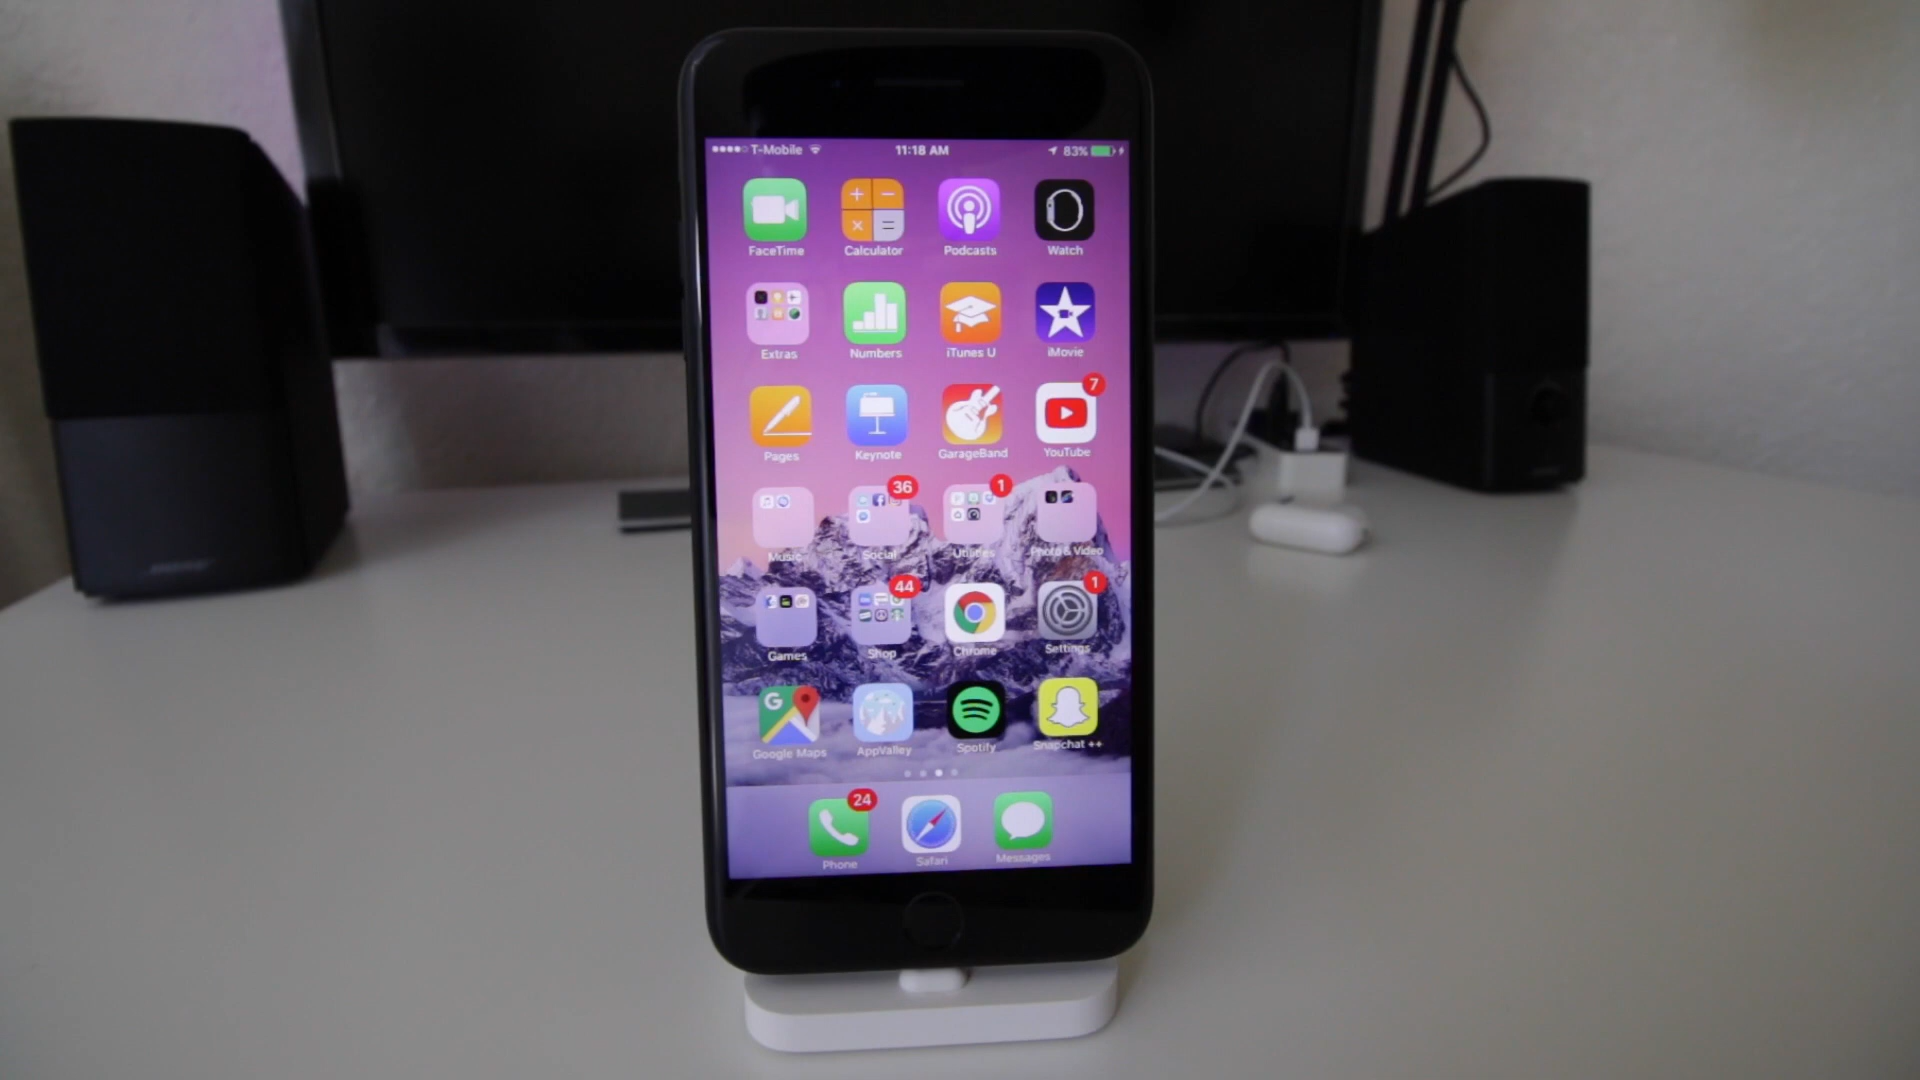 T-Mobile 11:18 AM 83%
FaceTime Calculator Podcasts Watch
Extras Numbers iTunes U iMovie
7
Pages Keynote GarageBand YouTube
36 1
Music Social Utilities Photo & Video
44 1
Games Shop Chrome Settings
G
Google Maps AppValley Spotify Snapchat ++
24
Phone Safari Messages
BOSE